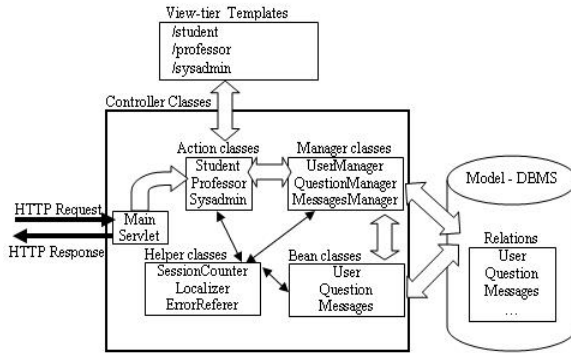 View-tier Templates
/student
/professor
/sysadmin
Controller Classes
Action classes
Student
Professor
Sysadmin
Manager classes
UserManager
QuestionManager
MessagesManager
Model - DBMS
HTTP Request
Main
Servlet
HTTP Response
Helper classes
SessionCounter
Localizer
ErrorReferer
Bean classes
User
Question
Messages
Relations
User
Question
Messages
...